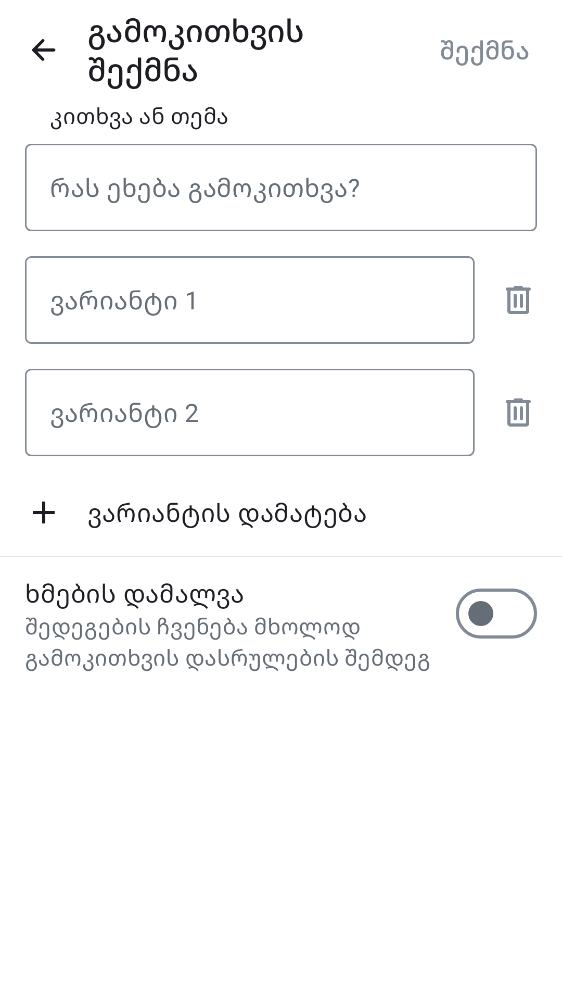 გამოკითხვის
შექმნა
შექმნა
კითხვა ან თემა
რას ეხება გამოკითხვა?
ვარიანტი 1
ვარიანტი 2
ვარიანტის დამატება
ხმების დამალვა
შედეგების ჩვენება მხოლოდ
გამოკითხვის დასრულების შემდეგ